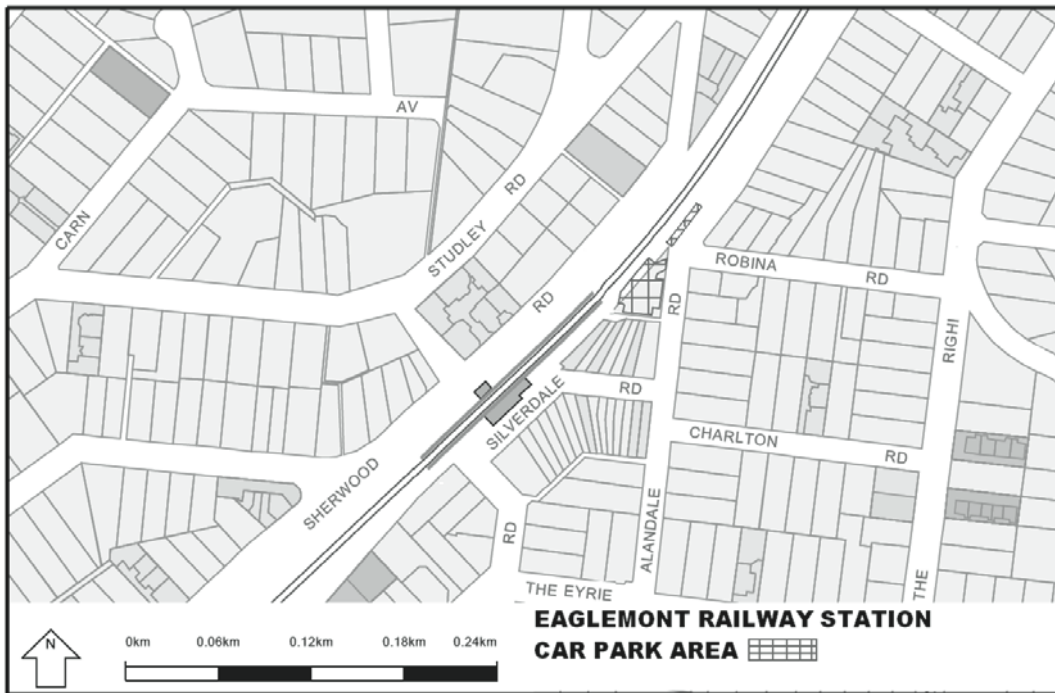 AV
RD
STUDLEY
CARN
ROBINA
RD
RD
RD
RIGHI
SILVERDALE
RD
CHARLTON
RD
SHERWOOD
RD
ALANDALE
THE
THE EYRIE
N
0km 0.06km 0.12km 0.18km 0.24km
EAGLEMONT RAILWAY STATION
CAR PARK AREA